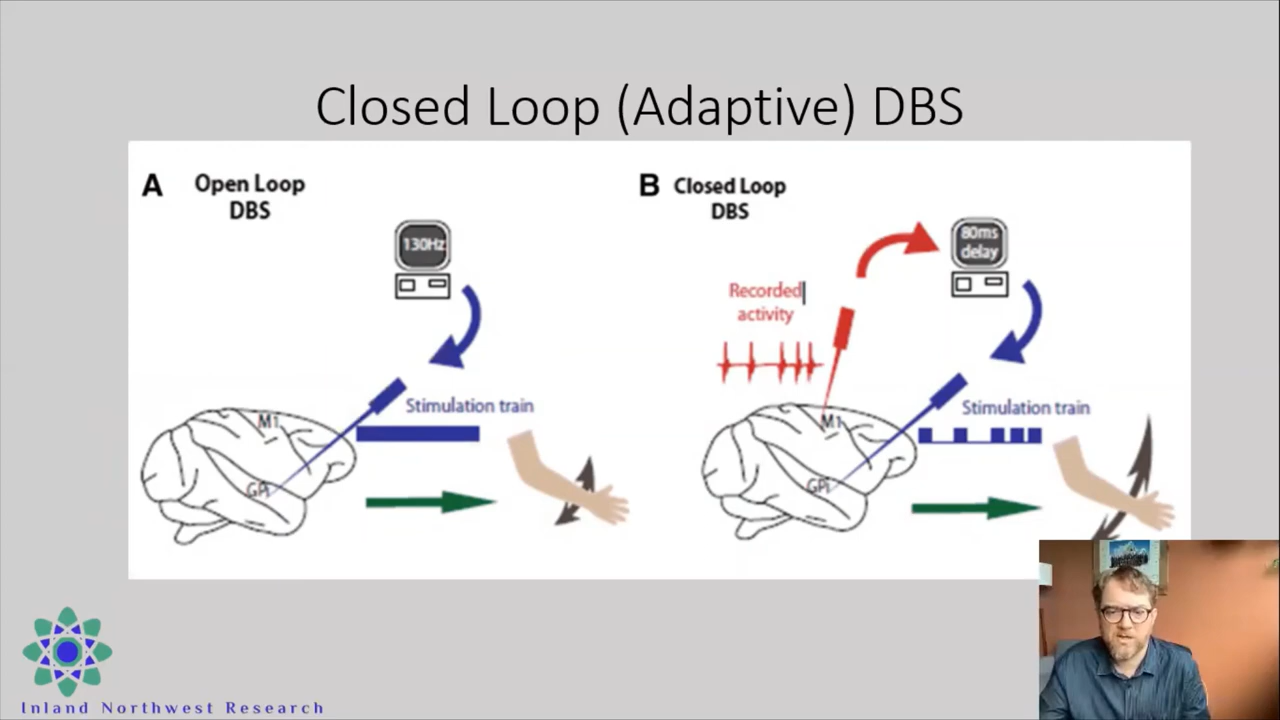 Closed Loop (Adaptive) DBS
A
Open Loop
DBS
130Hz
M1
GPi
Stimulation train
B
Closed Loop
DBS
80ms
delay
Recorded
activity
M1
GPi
Stimulation train
Inland Northwest Research